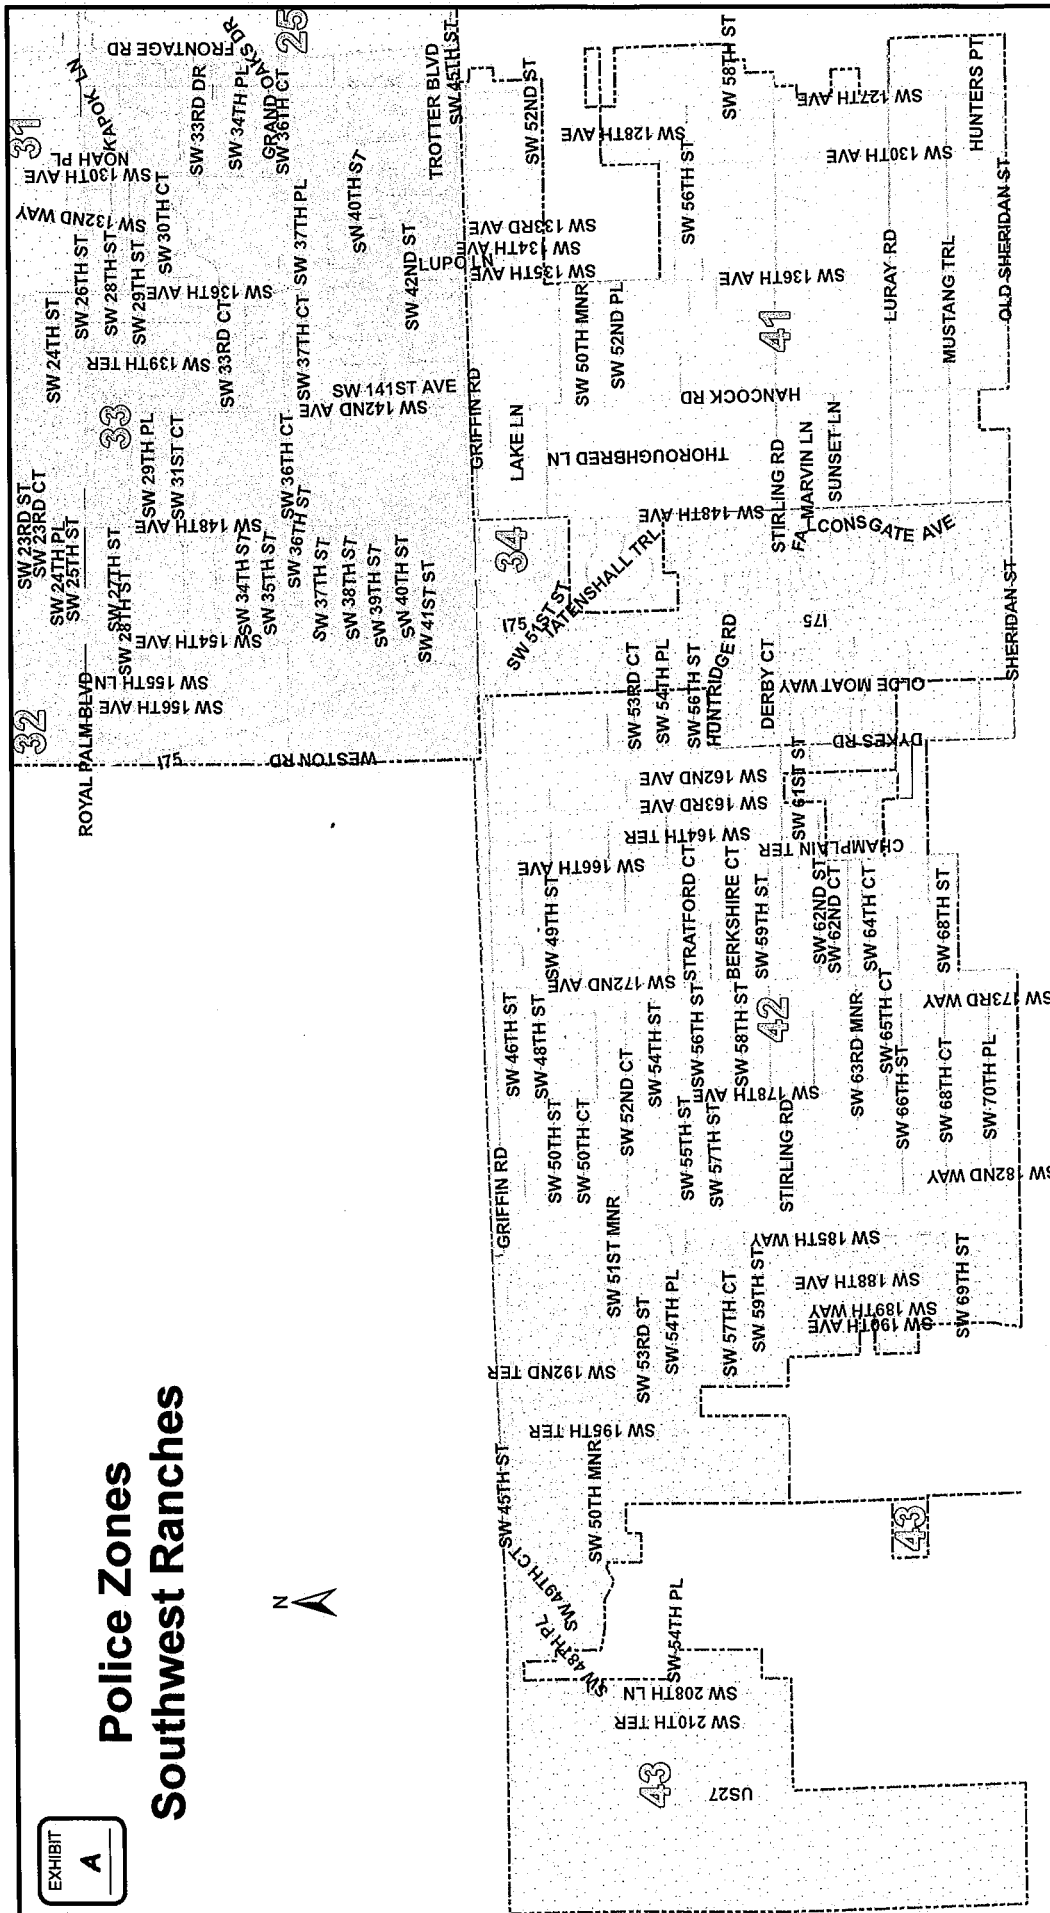 EXHIBIT
A
Police Zones
Southwest Ranches
N
31
25
32
33
34
41
42
43
43
FRONTAGE RD
KAPOK LN
NOAH PL
SW 130TH AVE
SW 132ND WAY
SW 33RD DR
SW 34TH PL
GRAND OAKS DR
SW 36TH CT
TROTTER BLVD
SW 45TH ST
SW 24TH ST
SW 26TH ST
SW 28TH ST
SW 29TH ST
SW 30TH CT
SW 136TH AVE
SW 139TH TER
SW 33RD CT
SW 37TH PL
SW 37TH CT
SW 40TH ST
SW 42ND ST
LUPO LN
SW 141ST AVE
SW 142ND AVE
SW 29TH PL
SW 31ST CT
SW 36TH CT
SW 148TH AVE
SW 23RD ST
SW 23RD CT
SW 24TH PL
SW 25TH ST
SW 27TH ST
SW 28TH ST
SW 34TH ST
SW 35TH ST
SW 36TH ST
SW 37TH ST
SW 38TH ST
SW 39TH ST
SW 40TH ST
SW 41ST ST
SW 154TH AVE
SW 155TH LN
SW 156TH AVE
ROYAL PALM BLVD
I75
WESTON RD
GRIFFIN RD
SW 52ND ST
SW 128TH AVE
SW 58TH ST
SW 127TH AVE
HUNTERS PT
SW 130TH AVE
SW 56TH ST
SW 133RD AVE
SW 134TH AVE
SW 135TH AVE
SW 136TH AVE
SW 50TH MNR
SW 52ND PL
LURAY RD
MUSTANG TRL
OLD SHERIDAN ST
HANCOCK RD
LAKE LN
THOROUGHBRED LN
STIRLING RD
MARVIN LN
SUNSET LN
SW 148TH AVE
FALCONSGATE AVE
TATENSHALL TRL
SW 51ST ST
I75
I75
SHERIDAN ST
SW 53RD CT
SW 54TH PL
SW 56TH ST
HUNTRIDGE RD
DERBY CT
OLDE MOAT WAY
DYKES RD
SW 162ND AVE
SW 163RD AVE
SW 164TH TER
SW 166TH AVE
SW 61ST ST
CHAMPLAIN TER
SW 49TH ST
STRATFORD CT
BERKSHIRE CT
SW 59TH ST
SW 62ND ST
SW 62ND CT
SW 64TH CT
SW 68TH ST
SW 172ND AVE
SW 173RD WAY
SW 46TH ST
SW 48TH ST
SW 52ND CT
SW 54TH ST
SW 56TH ST
SW 58TH ST
SW 63RD MNR
SW 65TH CT
SW 66TH ST
SW 68TH CT
SW 70TH PL
SW 178TH AVE
GRIFFIN RD
SW 50TH ST
SW 50TH CT
SW 55TH ST
SW 57TH ST
STIRLING RD
SW 182ND WAY
SW 51ST MNR
SW 185TH WAY
SW 188TH AVE
SW 189TH WAY
SW 190TH AVE
SW 69TH ST
SW 53RD ST
SW 54TH PL
SW 57TH CT
SW 59TH ST
SW 192ND TER
SW 195TH TER
SW 45TH ST
SW 50TH MNR
SW 49TH CT
SW 48TH PL
SW 54TH PL
SW 208TH LN
SW 210TH TER
US27